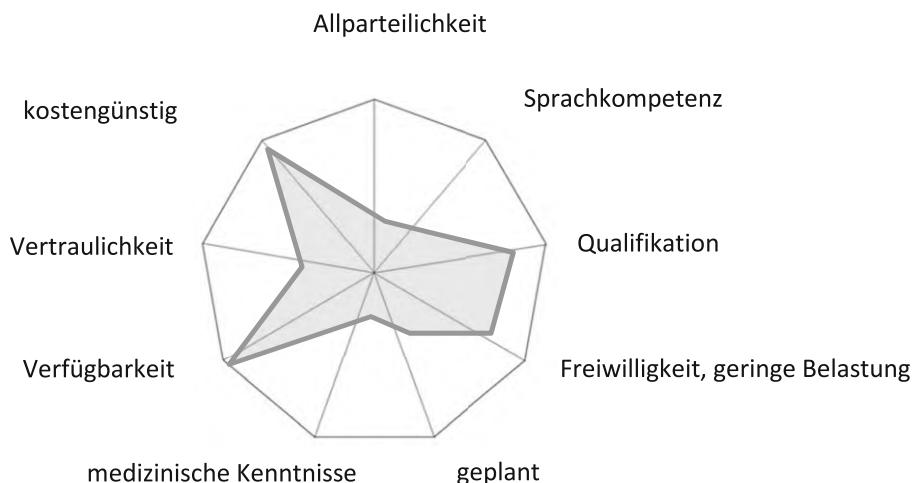 Allparteilichkeit
kostengünstig
Sprachkompetenz
Vertraulichkeit
Qualifikation
Verfügbarkeit
Freiwilligkeit, geringe Belastung
medizinische Kenntnisse
geplant